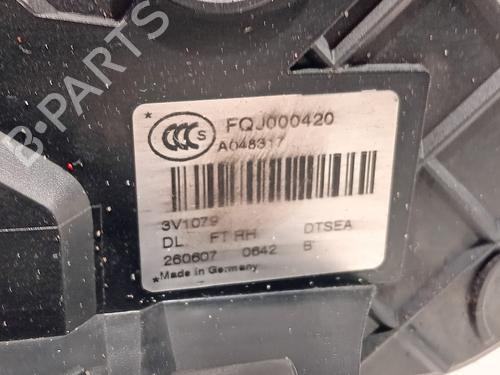 B-PARTS
CCC S FQJ000420
A048317
3V1079
DL FT RH DTSEA
260607 0642 B
*Made in Germany